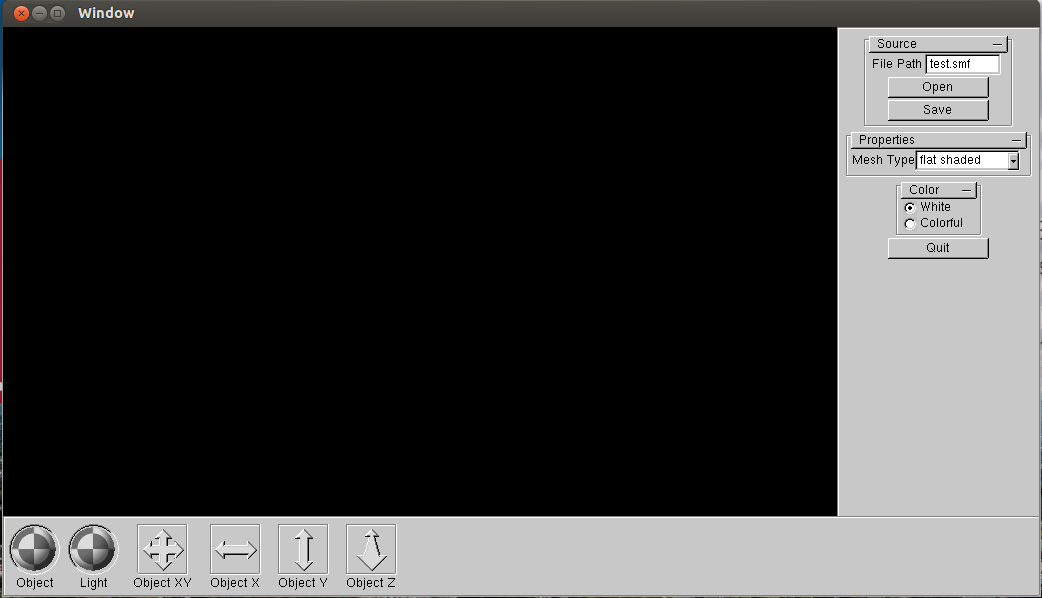 Window
Source
File Path test.smf
Open
Save
Properties
Mesh Type flat shaded
Color
White
Colorful
Quit
Object Light Object XY Object X Object Y Object Z